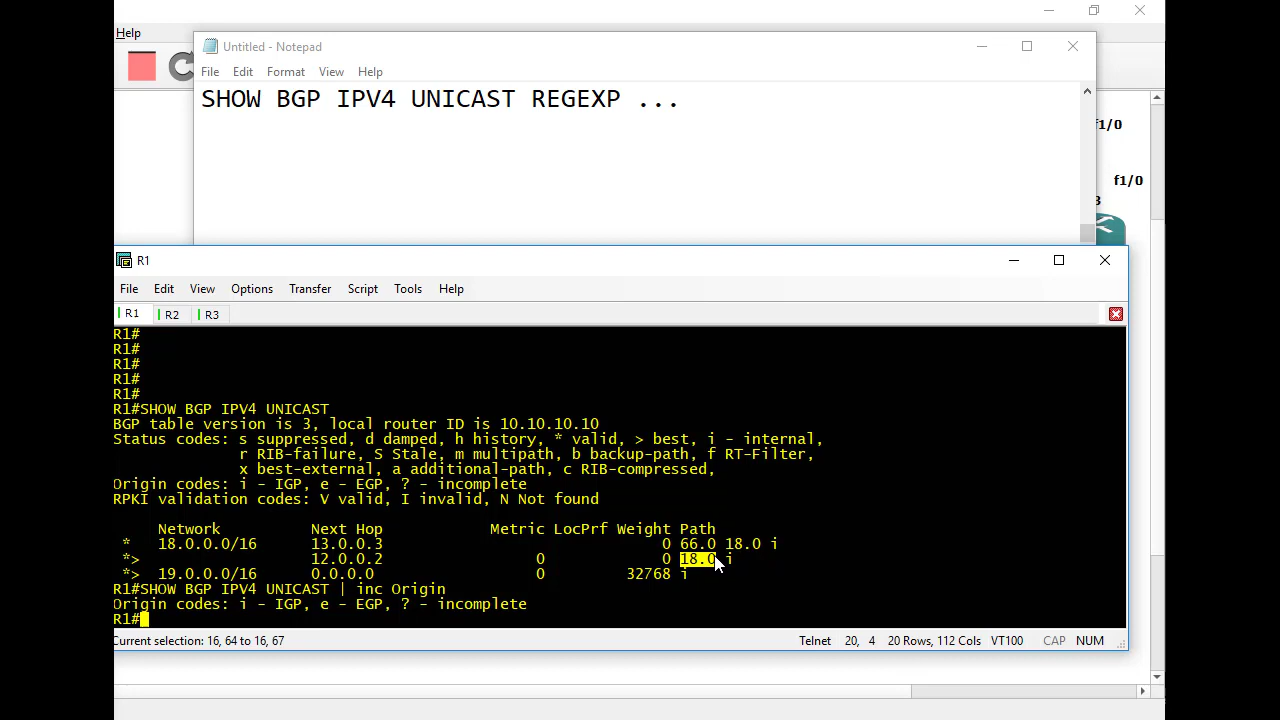 Help
Untitled - Notepad
File Edit Format View Help
SHOW BGP IPV4 UNICAST REGEXP ...
f1/0
f1/0
3
R1
File Edit View Options Transfer Script Tools Help
R1 R2 R3
R1#
R1#
R1#
R1#
R1#
R1#SHOW BGP IPV4 UNICAST
BGP table version is 3, local router ID is 10.10.10.10
Status codes: s suppressed, d damped, h history, * valid, > best, i - internal,
r RIB-failure, S Stale, m multipath, b backup-path, f RT-Filter,
x best-external, a additional-path, c RIB-compressed,
Origin codes: i - IGP, e - EGP, ? - incomplete
RPKI validation codes: V valid, I invalid, N Not found
Network Next Hop Metric LocPrf Weight Path
* 18.0.0.0/16 13.0.0.3 0 66.0 18.0 i
*> 12.0.0.2 0 0 18.0 i
*> 19.0.0.0/16 0.0.0.0 0 32768 i
R1#SHOW BGP IPV4 UNICAST | inc Origin
Origin codes: i - IGP, e - EGP, ? - incomplete
R1#
Current selection: 16, 64 to 16, 67 Telnet 20, 4 20 Rows, 112 Cols VT100 CAP NUM